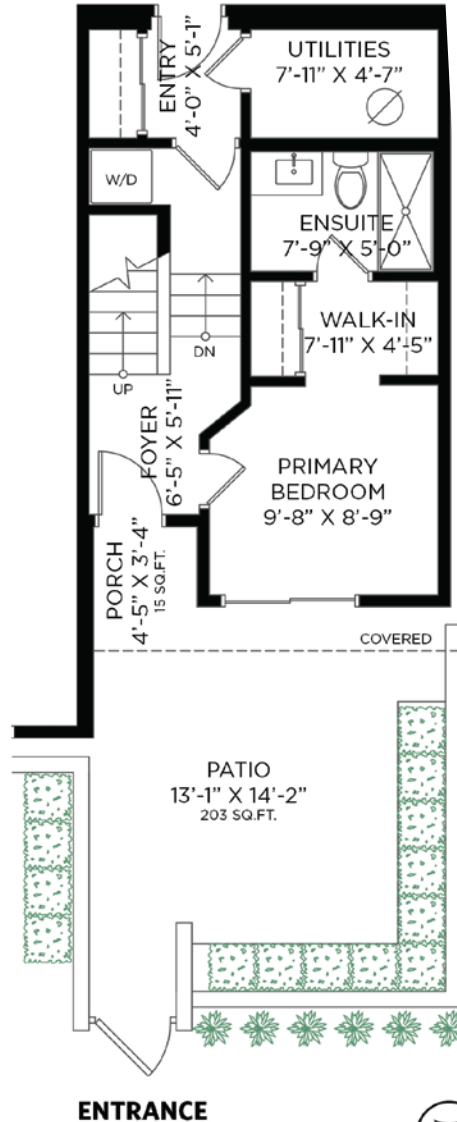 ENTRY
4'-0" X 5'-1"
UTILITIES
7'-11" X 4'-7"
W/D
ENSUITE
7'-9" X 5'-0"
WALK-IN
7'-11" X 4'-5"
DN
UP
FOYER
6'-5" X 5'-11"
PRIMARY
BEDROOM
9'-8" X 8'-9"
PORCH
4'-5" X 3'-4"
15 SQ.FT.
COVERED
PATIO
13'-1" X 14'-2"
203 SQ.FT.
ENTRANCE